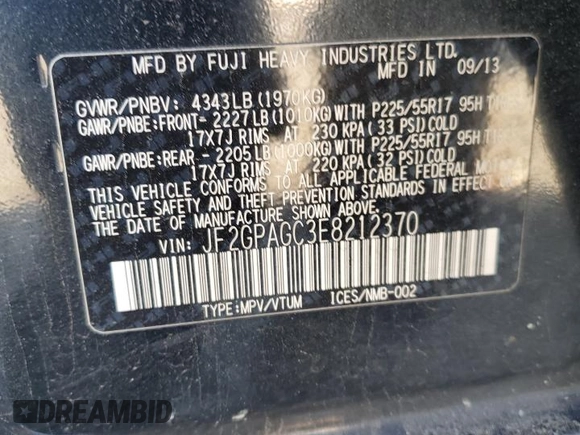 MFD BY FUJI HEAVY INDUSTRIES LTD.
MFD IN 09/13
GVWR/PNBV: 4343LB(1970KG)
GAWR/PNBE:FRONT- 2227LB(1010KG)WITH P225/55R17 95H
17X7J RIMS AT 230 KPA (33 PSI)COLD
GAWR/PNBE:REAR - 2205LB(1000KG)WITH P225/55R17 95H
17X7J RIMS AT 220 KPA (32 PSI)COLD
THIS VEHICLE CONFORMS TO ALL APPLICABLE FEDERAL MOTOR
VEHICLE SAFETY AND THEFT PREVENTION STANDARDS IN EFFECT ON
THE DATE OF MANUFACTURE SHOWN ABOVE.
VIN: JF2GPAGC3E8212370
TYPE:MPV/VTUM ICES/NMB-002
DREAMBID